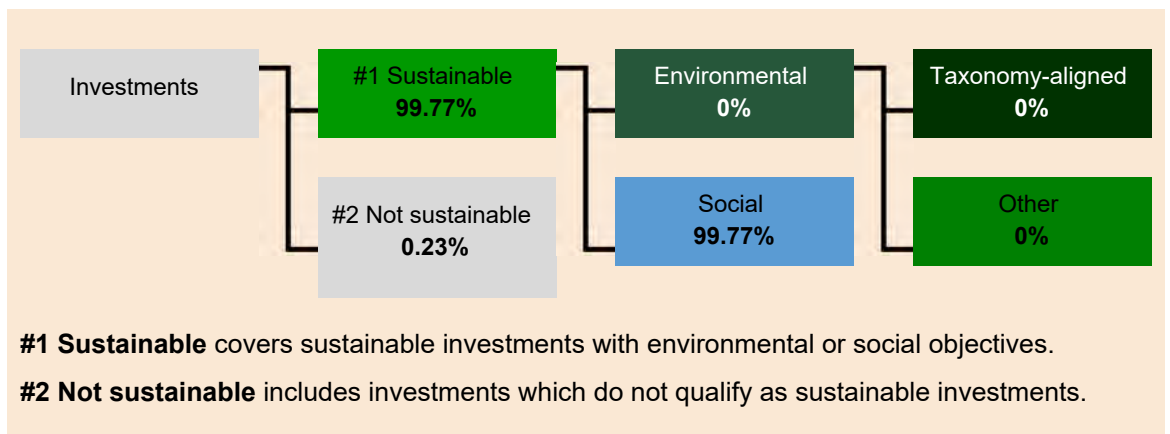 Investments
#1 Sustainable
99.77%
Environmental
0%
Taxonomy-aligned
0%
#2 Not sustainable
0.23%
Social
99.77%
Other
0%
#1 Sustainable covers sustainable investments with environmental or social objectives.
#2 Not sustainable includes investments which do not qualify as sustainable investments.